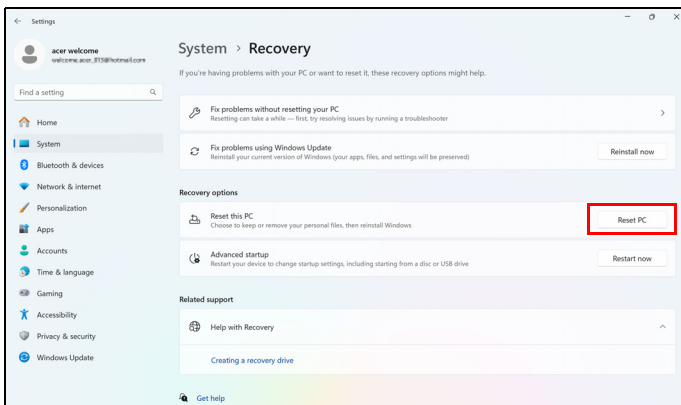 Settings
acer welcome
welcome.acer_815@hotmail.com
Find a setting
Home
System
Bluetooth & devices
Network & internet
Personalization
Apps
Accounts
Time & language
Gaming
Accessibility
Privacy & security
Windows Update
System > Recovery
If you're having problems with your PC or want to reset it, these recovery options might help.
Fix problems without resetting your PC
Resetting can take a while — first, try resolving issues by running a troubleshooter
Fix problems using Windows Update
Reinstall your current version of Windows (your apps, files, and settings will be preserved)
Reinstall now
Recovery options
Reset this PC
Choose to keep or remove your personal files, then reinstall Windows
Reset PC
Advanced startup
Restart your device to change startup settings, including starting from a disc or USB drive
Restart now
Related support
Help with Recovery
Creating a recovery drive
Get help